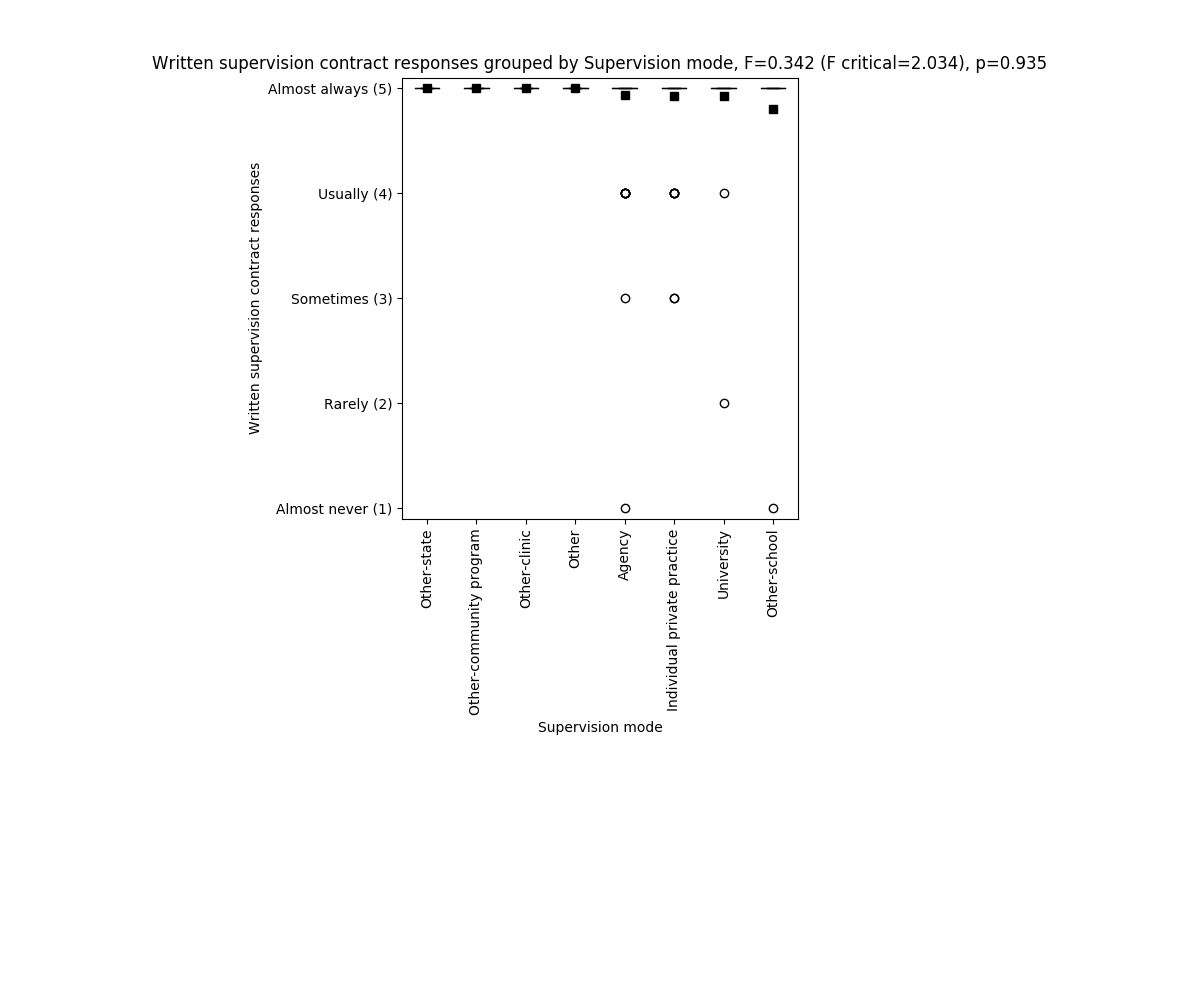 Written supervision contract responses grouped by Supervision mode, F=0.342 (F critical=2.034), p=0.935
Almost always (5)
Usually (4)
Sometimes (3)
Rarely (2)
Almost never (1)
Written supervision contract responses
Other-state
Other-community program
Other-clinic
Other
Agency
Individual private practice
University
Other-school
Supervision mode